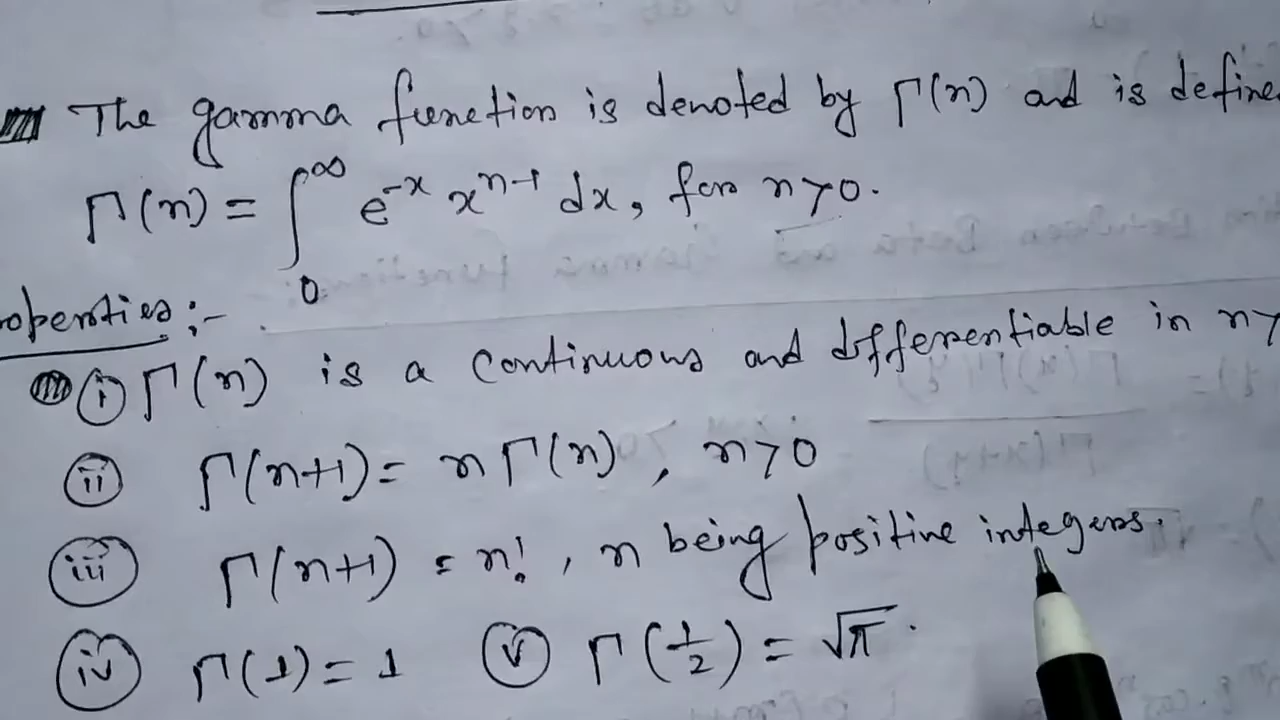 The gamma function is denoted by Γ(n) and is define
Γ(n) = ∫₀^∞ e^{-x} x^{n-1} dx, for n>0.
operties :-
(i) Γ(n) is a continuous and differentiable in n>
(ii) Γ(n+1) = n Γ(n), n>0
(iii) Γ(n+1) = n!, n being positive integers.
(iv) Γ(1) = 1 (v) Γ(1/2) = √π.